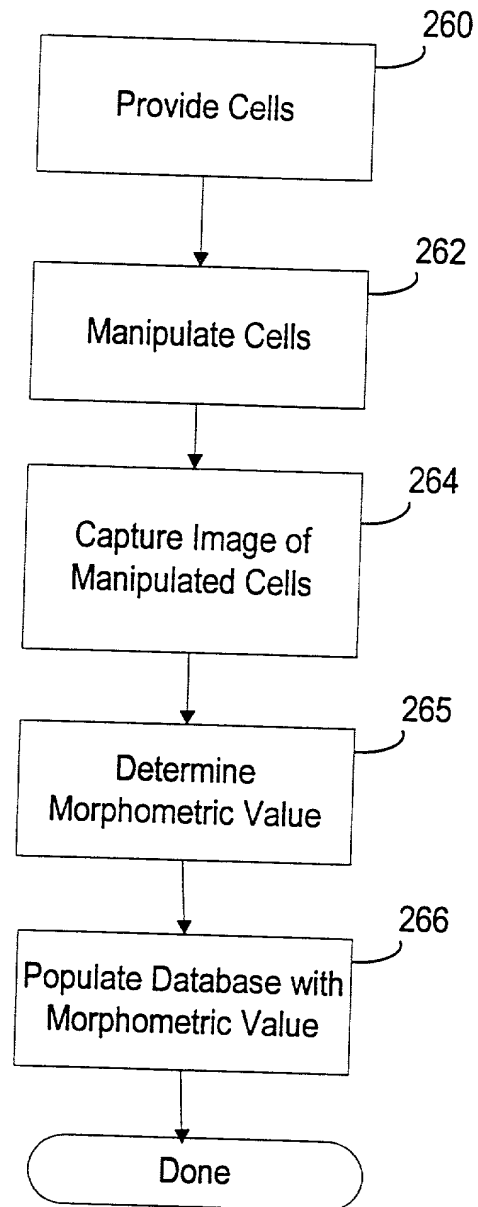 260
Provide Cells
262
Manipulate Cells
264
Capture Image of
Manipulated Cells
265
Determine
Morphometric Value
266
Populate Database with
Morphometric Value
Done